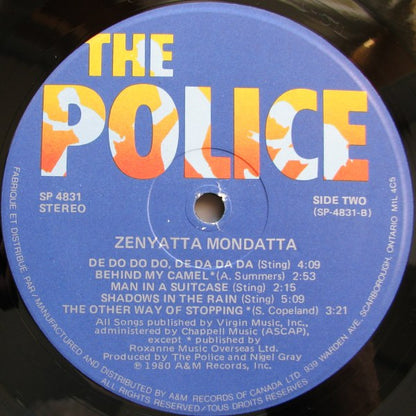 THE
POLICE
SP 4831
STEREO
SIDE TWO
(SP-4831-B)
ZENYATTA MONDATTA
DE DO DO DO, DE DA DA DA (Sting) 4:09
BEHIND MY CAMEL*(A. Summers) 2:53
MAN IN A SUITCASE (Sting) 2:15
SHADOWS IN THE RAIN (Sting) 5:09
THE OTHER WAY OF STOPPING *(S. Copeland) 3:21
All Songs published by Virgin Music, Inc.,
administered by Chappell Music (ASCAP),
except * published by
Roxanne Music Overseas Ltd.
Produced by The Police and Nigel Gray
℗ 1980 A&M Records, Inc.
FABRIQUE ET DISTRIBUE PAR / MANUFACTURED AND DISTRIBUTED BY A&M RECORDS OF CANADA LTD. 939 WARDEN AVE, SCARBOROUGH, ONTARIO M1L 4C5
ALL RIGHTS RESERVED/TOUS DROITS RESERVES